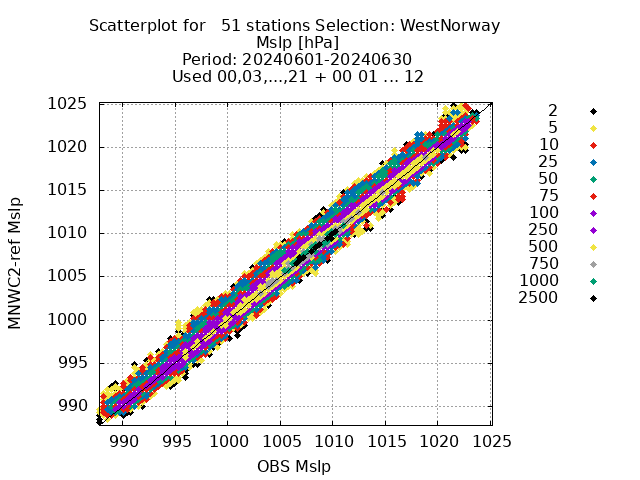 Scatterplot for   51 stations Selection: WestNorway
Mslp [hPa]
Period: 20240601-20240630
Used 00,03,...,21 + 00 01 ... 12
1025
1020
1015
1010
1005
1000
995
990
MNWC2-ref Mslp
990 995 1000 1005 1010 1015 1020 1025
OBS Mslp
2
5
10
25
50
75
100
250
500
750
1000
2500